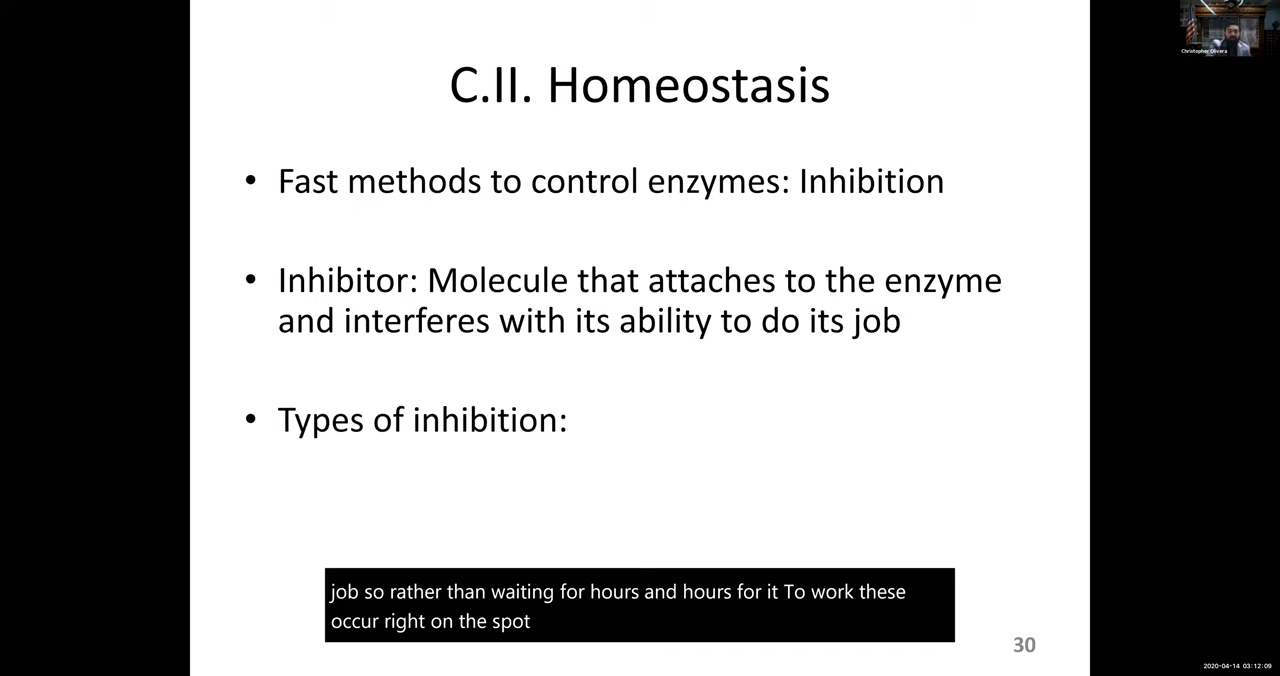 C.II. Homeostasis
• Fast methods to control enzymes: Inhibition
• Inhibitor: Molecule that attaches to the enzyme
and interferes with its ability to do its job
• Types of inhibition:
job so rather than waiting for hours and hours for it To work these
occur right on the spot
30
Christopher Olvera
2020-04-14 03:12:09